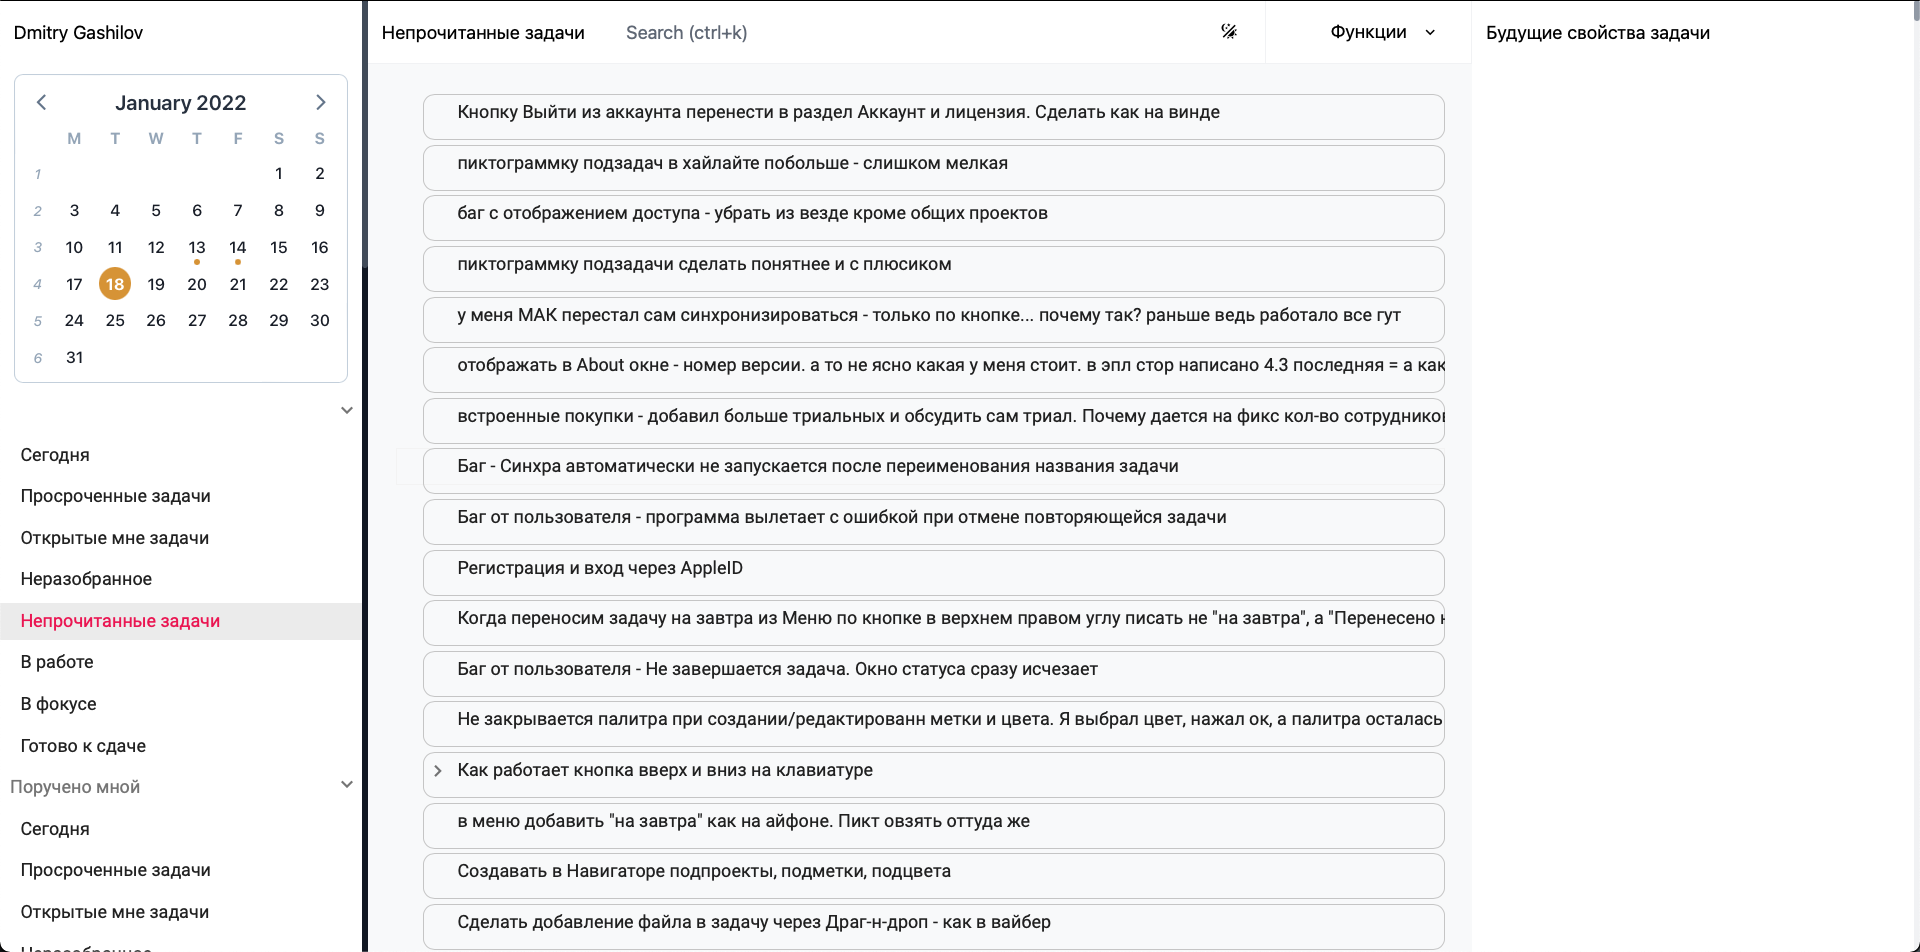 Dmitry Gashilov
January 2022
M T W T F S S
1 1 2
2 3 4 5 6 7 8 9
3 10 11 12 13 14 15 16
4 17 18 19 20 21 22 23
5 24 25 26 27 28 29 30
6 31
Сегодня
Просроченные задачи
Открытые мне задачи
Неразобранное
Непрочитанные задачи
В работе
В фокусе
Готово к сдаче
Поручено мной
Сегодня
Просроченные задачи
Открытые мне задачи
Непрочитанные задачи
Search (ctrl+k)
Функции
Кнопку Выйти из аккаунта перенести в раздел Аккаунт и лицензия. Сделать как на винде
пиктограммку подзадач в хайлайте побольше - слишком мелкая
баг с отображением доступа - убрать из везде кроме общих проектов
пиктограммку подзадачи сделать понятнее и с плюсиком
у меня МАК перестал сам синхронизироваться - только по кнопке... почему так? раньше ведь работало все гут
отображать в About окне - номер версии. а то не ясно какая у меня стоит. в эпл стор написано 4.3 последняя = а как
встроенные покупки - добавил больше триальных и обсудить сам триал. Почему дается на фикс кол-во
Баг - Синхра автоматически не запускается после переименования названия задачи
Баг от пользователя - программа вылетает с ошибкой при отмене повторяющейся задачи
Регистрация и вход через AppleID
Когда переносим задачу на завтра из Меню по кнопке в верхнем правом углу писать не "на завтра", а "Перенесено
Баг от пользователя - Не завершается задача. Окно статуса сразу исчезает
Не закрывается палитра при создании/редактированн метки и цвета. Я выбрал цвет, нажал ок, а палитра осталась
Как работает кнопка вверх и вниз на клавиатуре
в меню добавить "на завтра" как на айфоне. Пикт овзять оттуда же
Создавать в Навигаторе подпроекты, подметки, подцвета
Сделать добавление файла в задачу через Драг-н-дроп - как в вайбер
Будущие свойства задачи